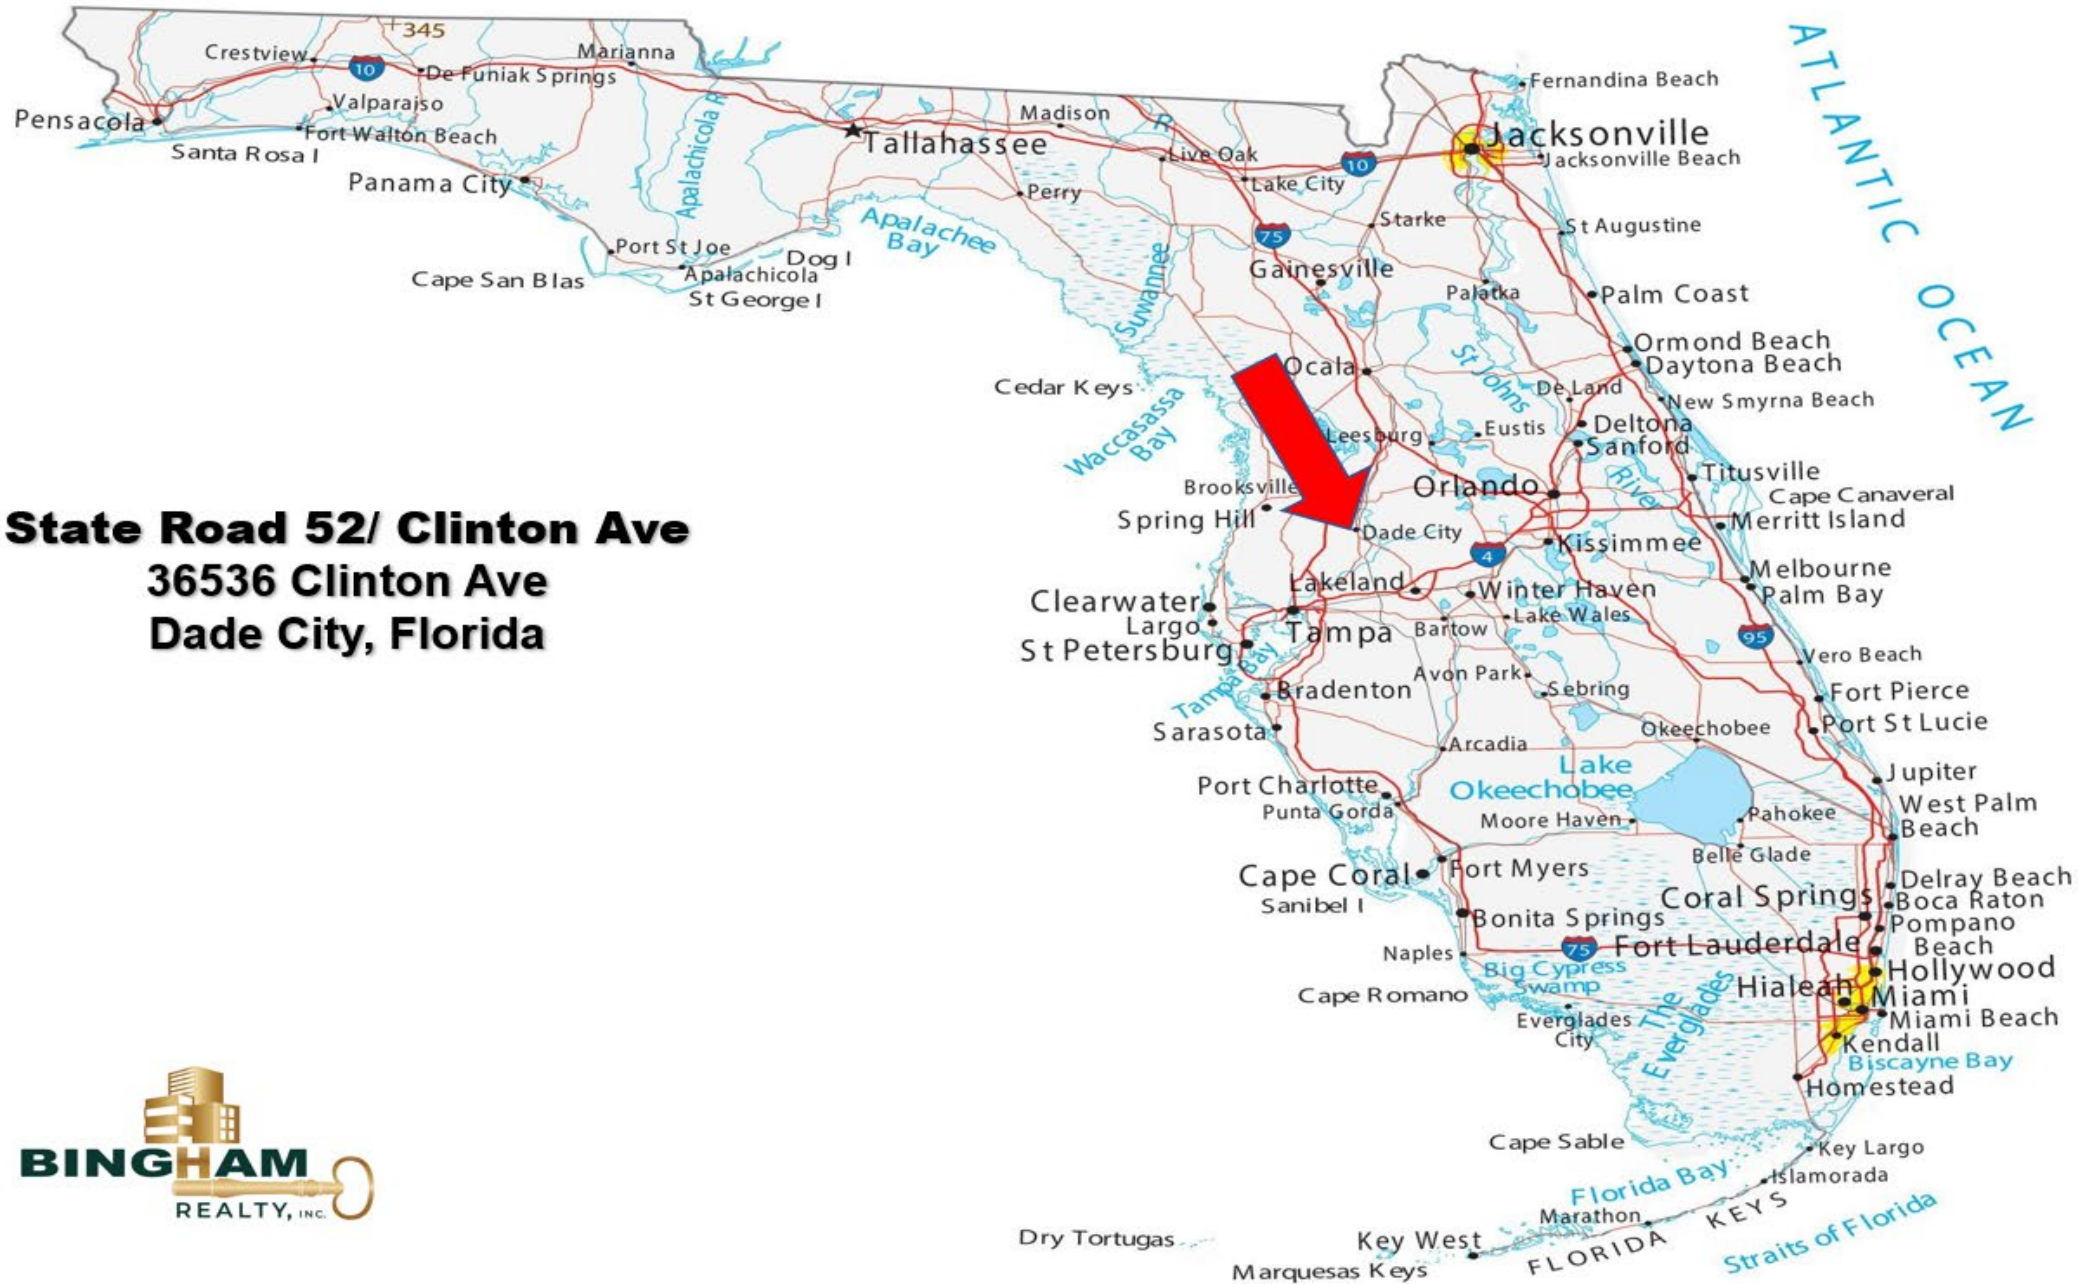 345
Crestview
10
De Funiak Springs
Marianna
Valparaiso
Pensacola
Fort Walton Beach
Santa Rosa I
Panama City
Apalachicola R
Tallahassee
Madison
R
Live Oak
Lake City
10
Perry
Apalachee
Bay
Port St Joe
Cape San Blas
Apalachicola
Dog I
St George I
Suwannee
Fernandina Beach
Jacksonville
Jacksonville Beach
Starke
St Augustine
75
Gainesville
Palatka
Palm Coast
ATLANTIC OCEAN
Ormond Beach
Daytona Beach
Ocala
St Johns
River
De Land
New Smyrna Beach
Cedar Keys
Waccasassa
Bay
Leesburg
Eustis
Deltona
Sanford
Titusville
Brooksville
Orlando
Cape Canaveral
Spring Hill
Merritt Island
Dade City
4
Kissimmee
State Road 52/ Clinton Ave
36536 Clinton Ave
Dade City, Florida
Lakeland
Winter Haven
Melbourne
Palm Bay
Clearwater
Largo
Tampa
Bartow
Lake Wales
95
St Petersburg
Tampa Bay
Vero Beach
Avon Park
Bradenton
Sebring
Fort Pierce
Sarasota
Okeechobee
Port St Lucie
Arcadia
Lake
Okeechobee
Jupiter
Port Charlotte
Punta Gorda
Moore Haven
Pahokee
West Palm
Beach
Belle Glade
Cape Coral
Fort Myers
Sanibel I
Coral Springs
Delray Beach
Boca Raton
Bonita Springs
Pompano
Beach
75
Fort Lauderdale
Naples
Big Cypress
Swamp
Hollywood
Hialeah
Miami
Cape Romano
Everglades
City
The
Everglades
Miami Beach
Kendall
Biscayne Bay
Homestead
Cape Sable
Key Largo
Florida Bay
Islamorada
Marathon
FLORIDA KEYS
Straits of Florida
Dry Tortugas
Key West
Marquesas Keys
BINGHAM
REALTY, INC.